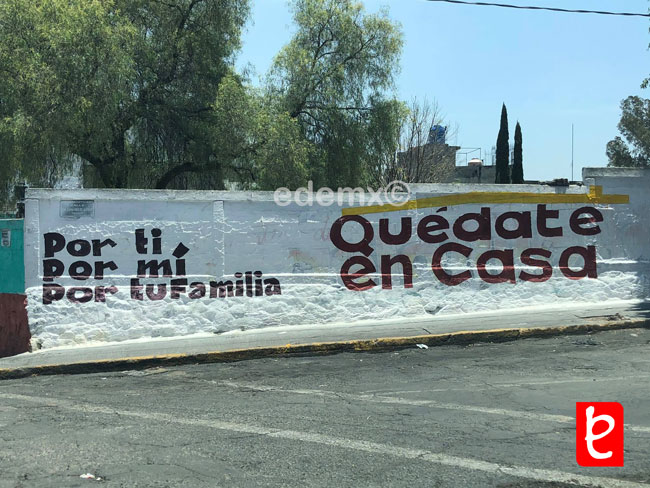 edemx©
Por ti
por mí
por tu familia
Quédate
en Casa